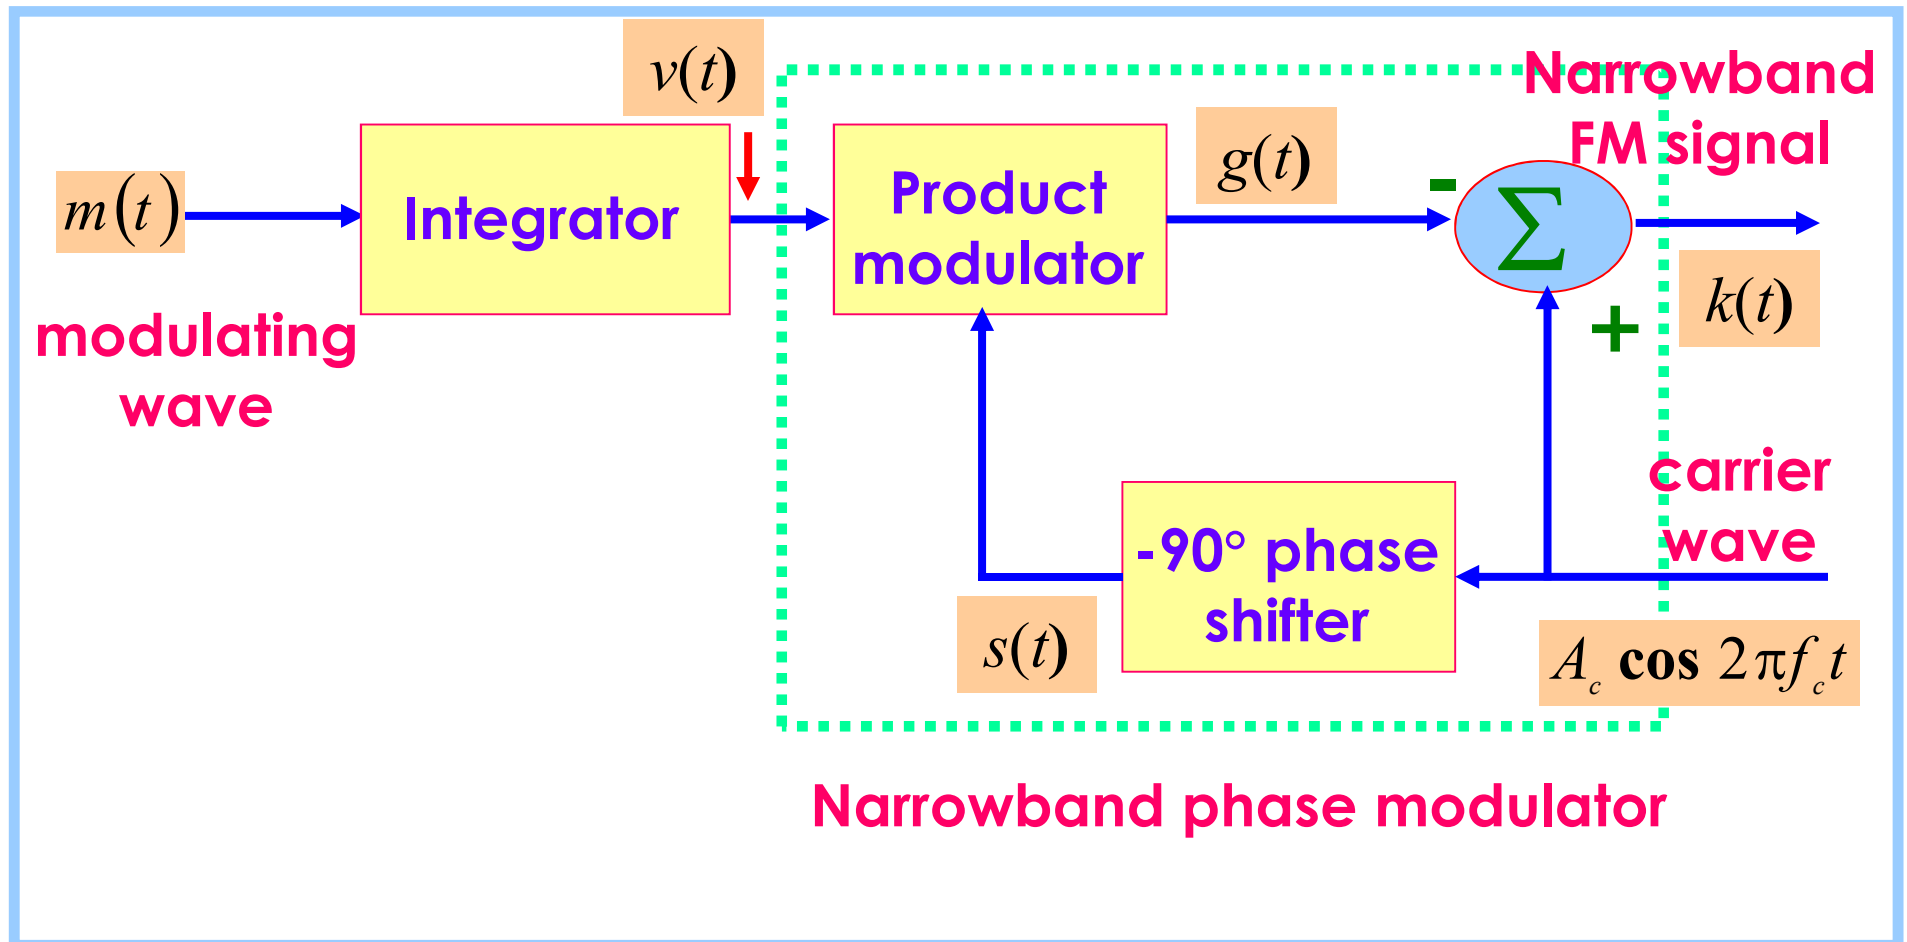 v(t)
Narrowband
FM signal
m(t)
Integrator
Product
modulator
g(t)
-
Σ
+
k(t)
modulating
wave
carrier
wave
-90° phase
shifter
s(t)
A_c cos 2πf_c t
Narrowband phase modulator